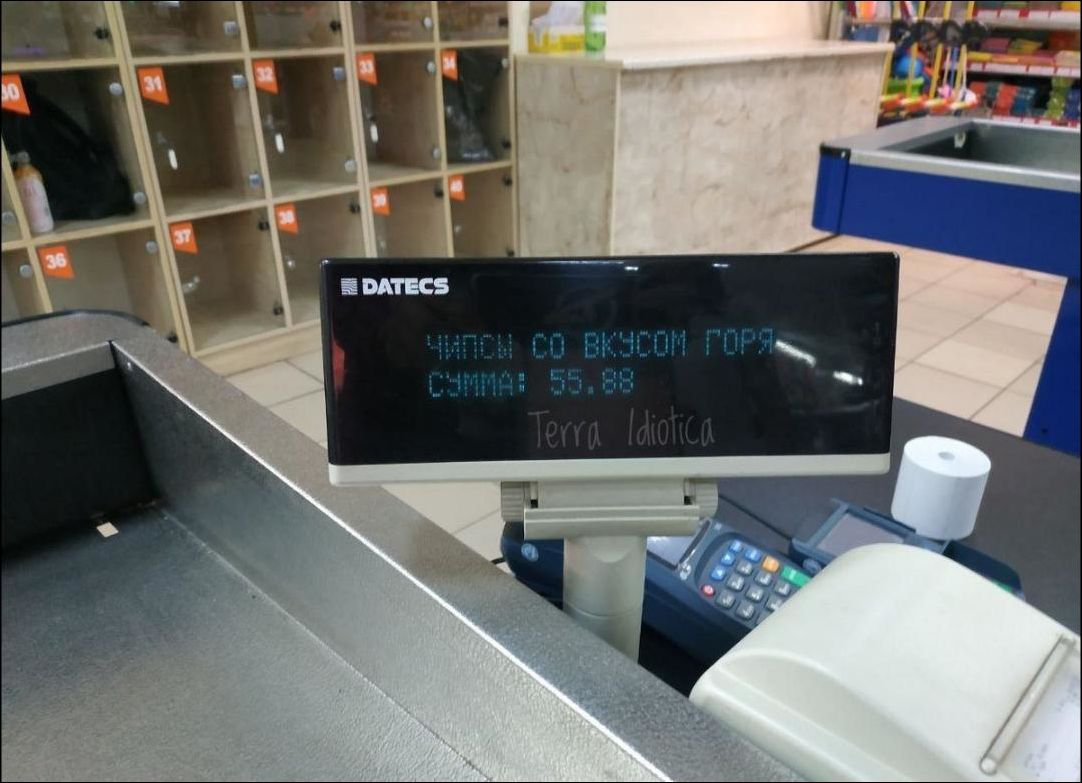 30
31
32
33
34
36
37
38
39
40
DATECS
ЧИПСЫ СО ВКУСОМ ГОРЯ
СУММА: 55.88
Terra Idiotica